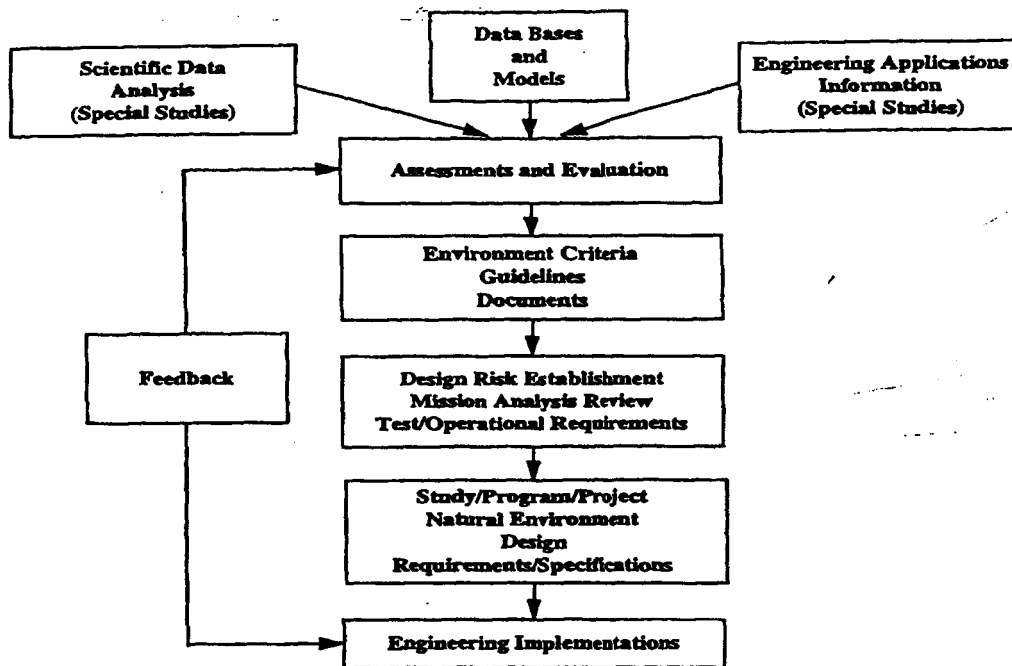 Data Bases
and
Models
Scientific Data
Analysis
(Special Studies)
Engineering Applications
Information
(Special Studies)
Assessments and Evaluation
Environment Criteria
Guidelines
Documents
Feedback
Design Risk Establishment
Mission Analysis Review
Test/Operational Requirements
Study/Program/Project
Natural Environment
Design
Requirements/Specifications
Engineering Implementations